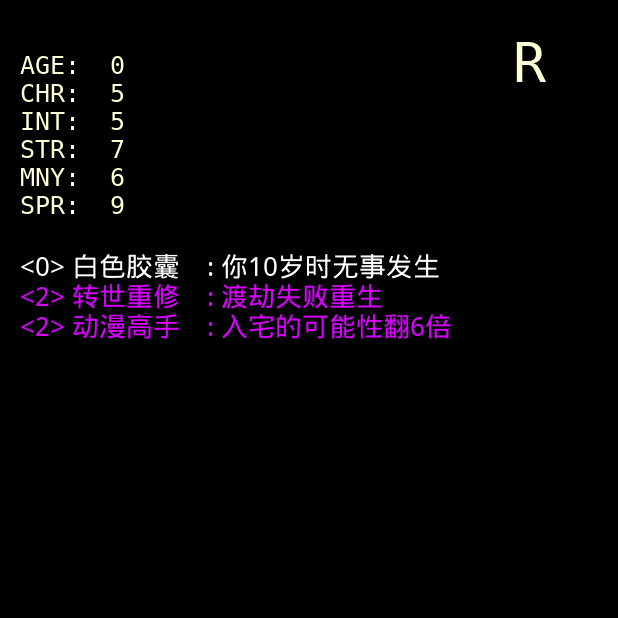 R
AGE: 0
CHR: 5
INT: 5
STR: 7
MNY: 6
SPR: 9
<0> 白色胶囊 : 你10岁时无事发生
<2> 转世重修 : 渡劫失败重生
<2> 动漫高手 : 入宅的可能性翻6倍